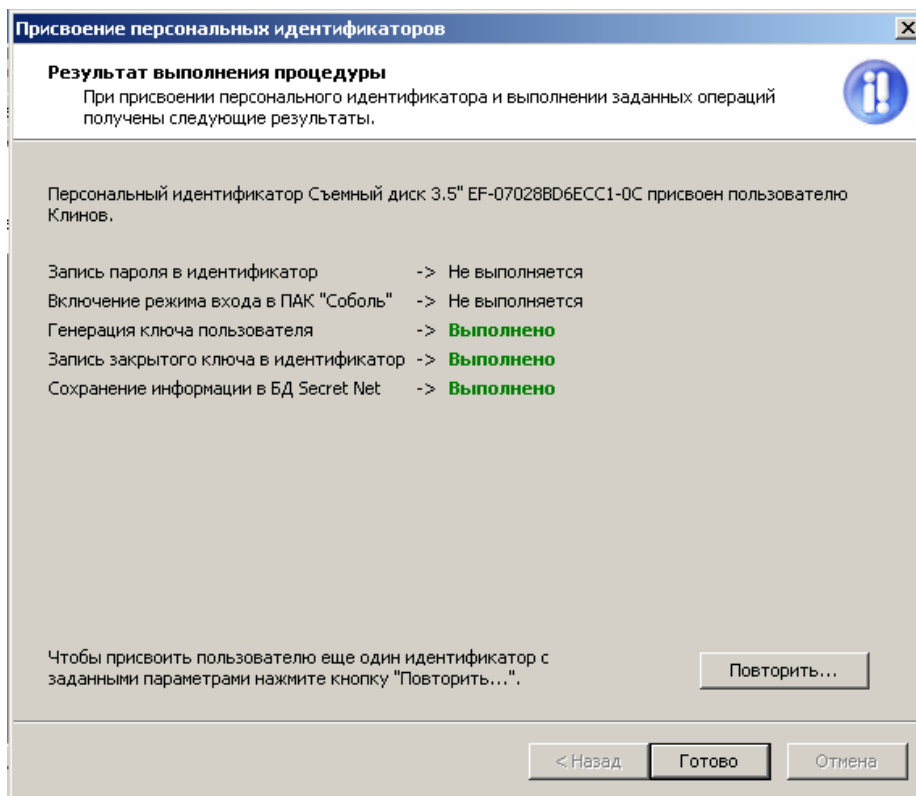 Присвоение персональных идентификаторов
Результат выполнения процедуры
При присвоении персонального идентификатора и выполнении заданных операций
получены следующие результаты.
Персональный идентификатор Съемный диск 3.5" EF-07028BD6ECC1-0C присвоен пользователю
Клинов.
Запись пароля в идентификатор -> Не выполняется
Включение режима входа в ПАК "Соболь" -> Не выполняется
Генерация ключа пользователя -> Выполнено
Запись закрытого ключа в идентификатор -> Выполнено
Сохранение информации в БД Secret Net -> Выполнено
Чтобы присвоить пользователю еще один идентификатор с
заданными параметрами нажмите кнопку "Повторить...".
Повторить...
< Назад Готово Отмена